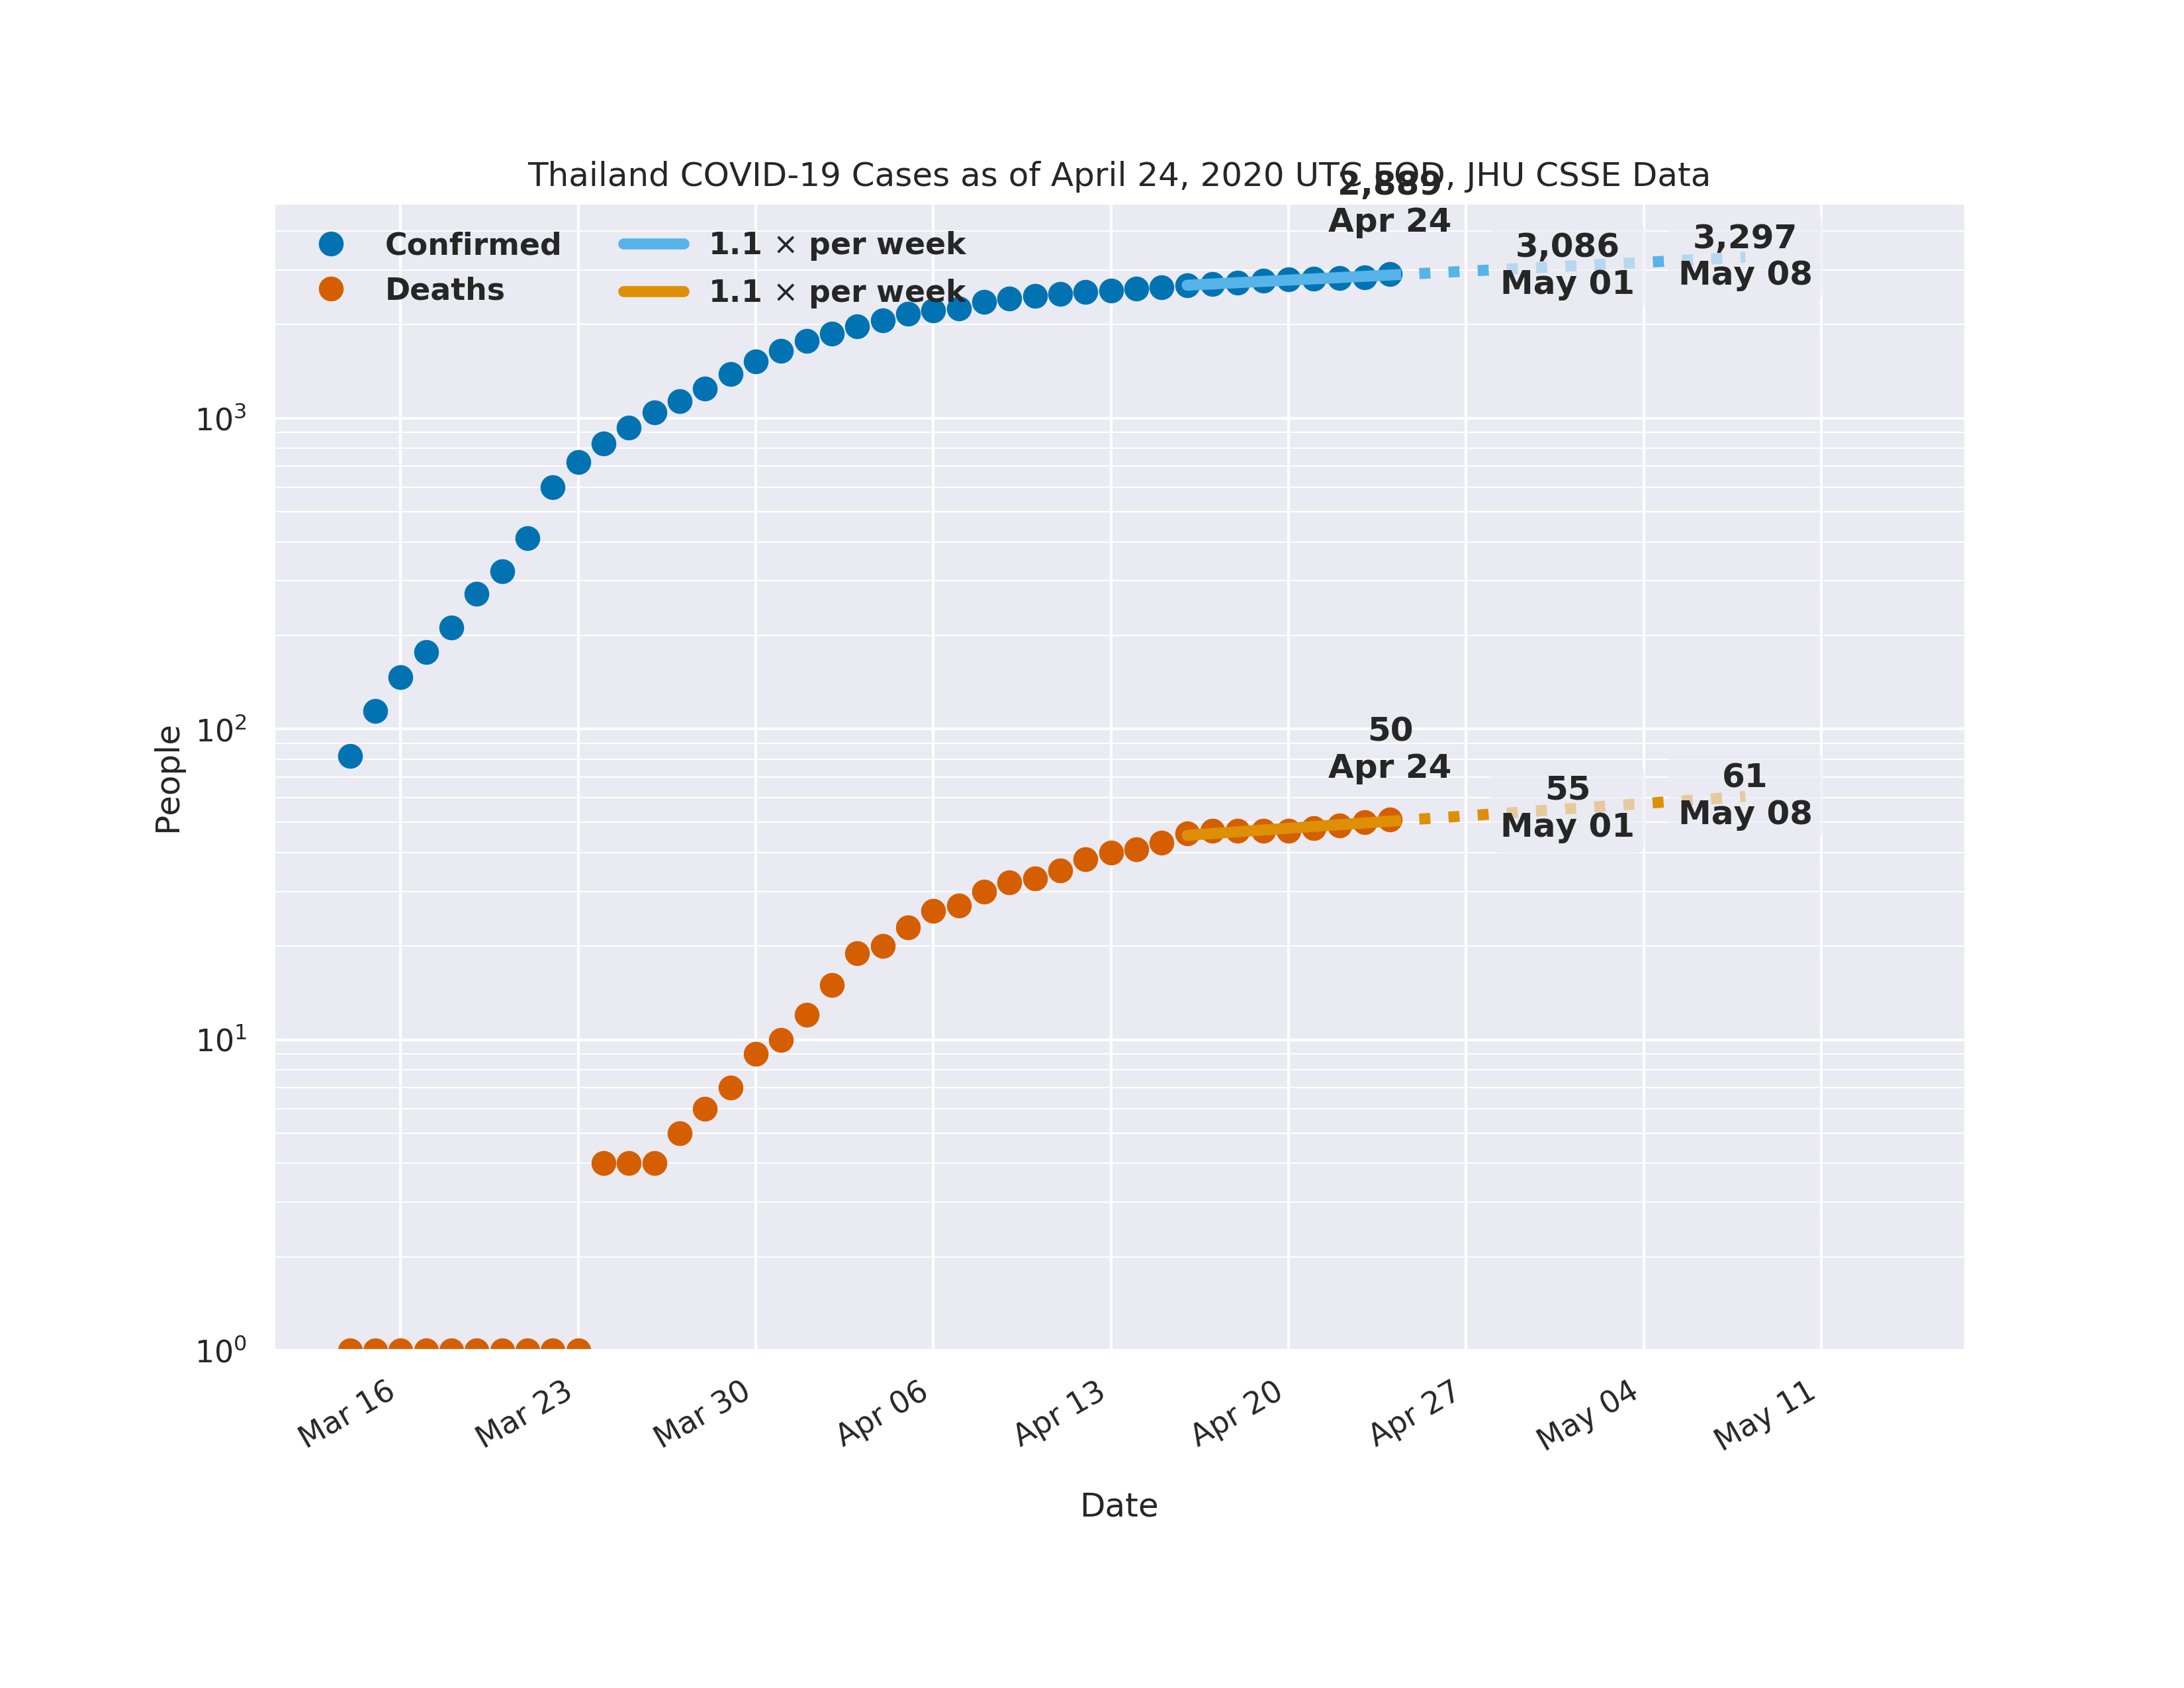 Thailand COVID-19 Cases as of April 24, 2020 UTC EOD, JHU CSSE Data
2,889
Apr 24
Confirmed
Deaths
1.1 × per week
1.1 × per week
3,086
May 01
3,297
May 08
10³
10²
10¹
10⁰
People
50
Apr 24
55
May 01
61
May 08
Mar 16
Mar 23
Mar 30
Apr 06
Apr 13
Apr 20
Apr 27
May 04
May 11
Date